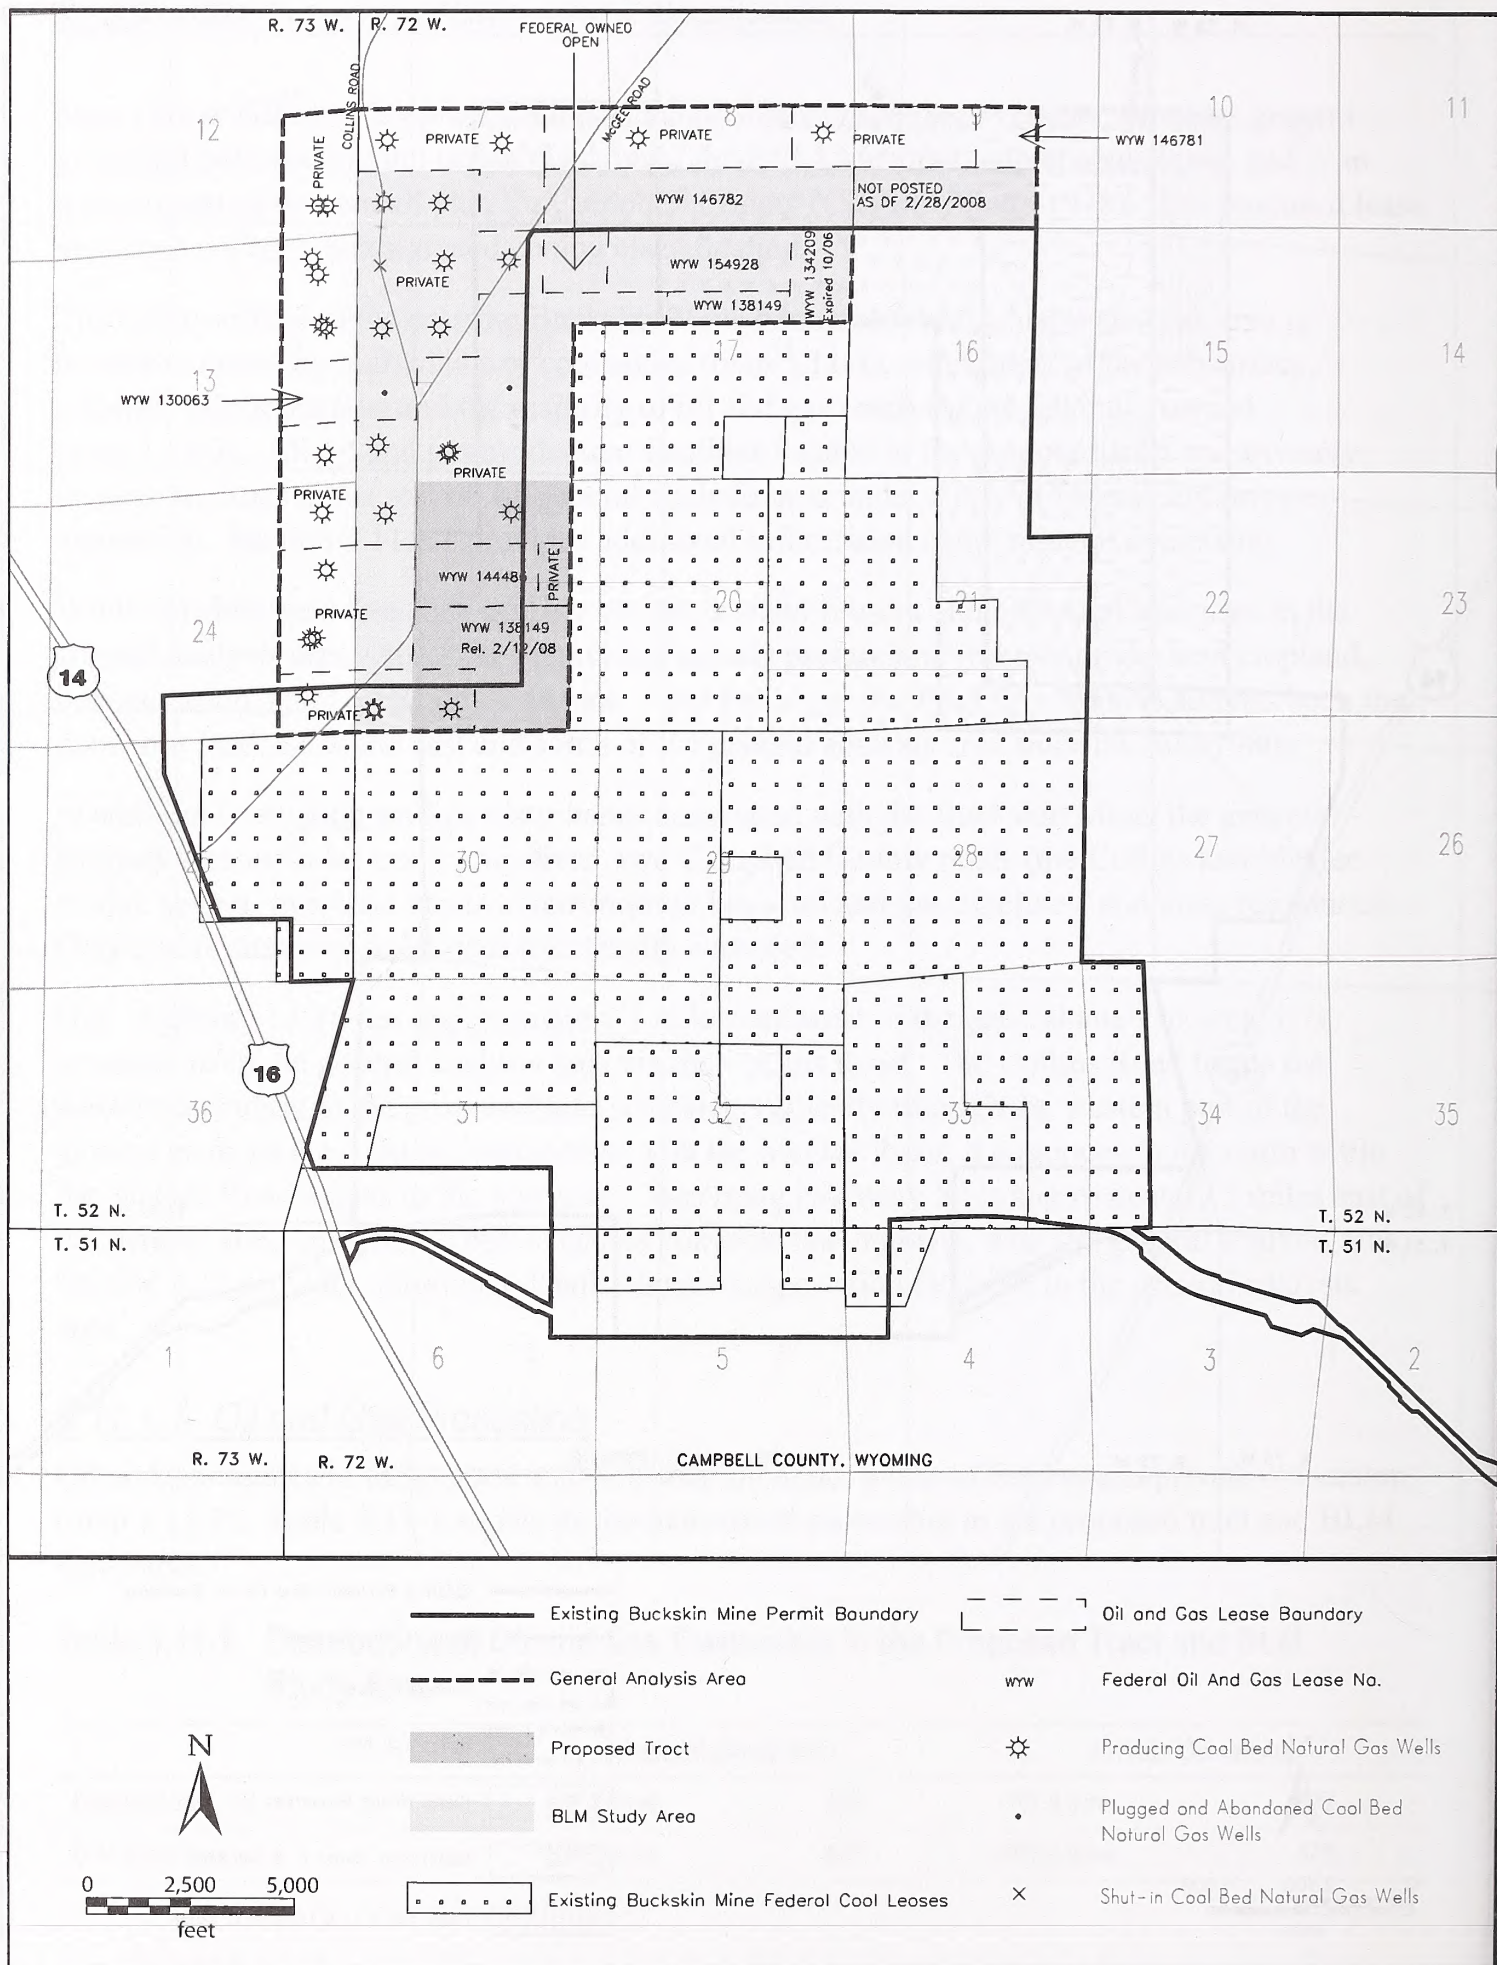 R. 73 W.
R. 72 W.
FEDERAL OWNED
OPEN
COLLINS ROAD
McGEE ROAD
12
7
8
9
10
11
PRIVATE
PRIVATE
PRIVATE
PRIVATE
WYW 146781
WYW 146782
NOT POSTED
AS OF 2/28/2008
WYW 154928
WYW 134209
Expired 10/06
WYW 138149
PRIVATE
13
17
16
15
14
WYW 130063
PRIVATE
PRIVATE
WYW 144486
PRIVATE
20
21
22
23
24
PRIVATE
WYW 138149
Rel. 2/12/08
14
PRIVATE
25
30
29
28
27
26
16
36
31
32
33
34
35
T. 52 N.
T. 52 N.
T. 51 N.
T. 51 N.
1
6
5
4
3
2
R. 73 W.
R. 72 W.
CAMPBELL COUNTY, WYOMING
Existing Buckskin Mine Permit Boundary
Oil and Gas Lease Boundary
General Analysis Area
WYW
Federal Oil And Gas Lease No.
N
Proposed Tract
Producing Coal Bed Natural Gas Wells
BLM Study Area
Plugged and Abandoned Coal Bed
Natural Gas Wells
0 2,500 5,000
feet
Existing Buckskin Mine Federal Coal Leases
Shut-in Coal Bed Natural Gas Wells